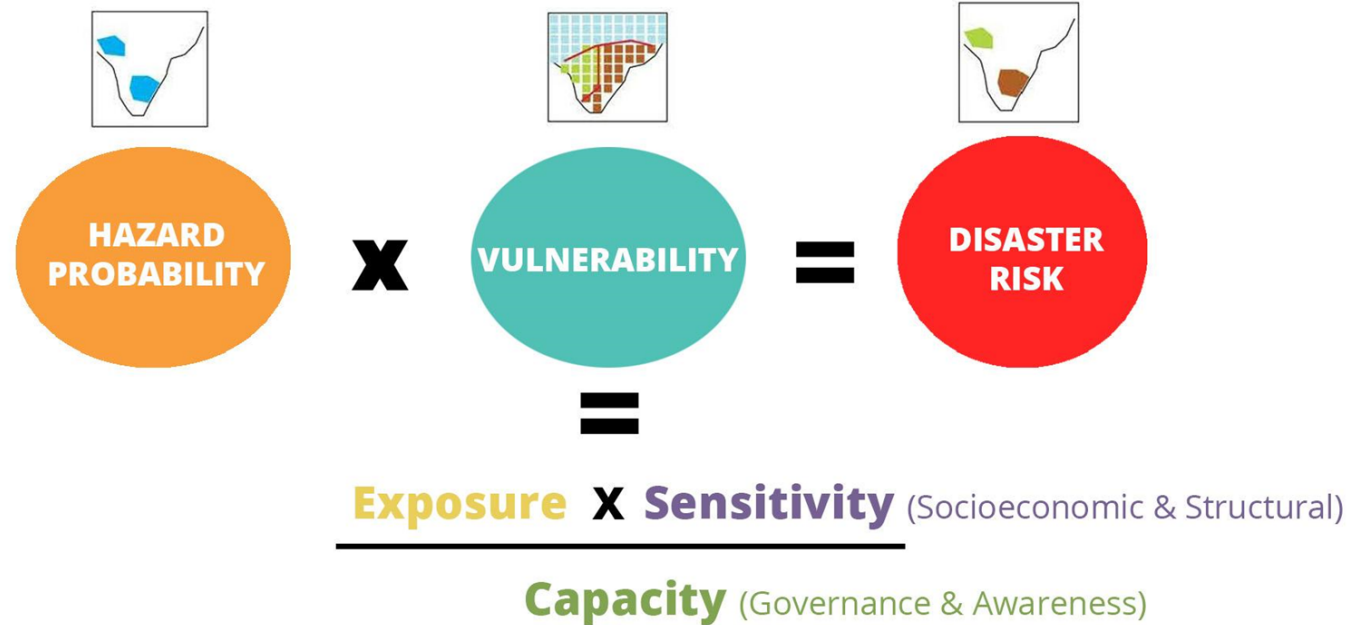 HAZARD
PROBABILITY
x
VULNERABILITY
=
DISASTER
RISK
=
Exposure x Sensitivity (Socioeconomic & Structural)
Capacity (Governance & Awareness)